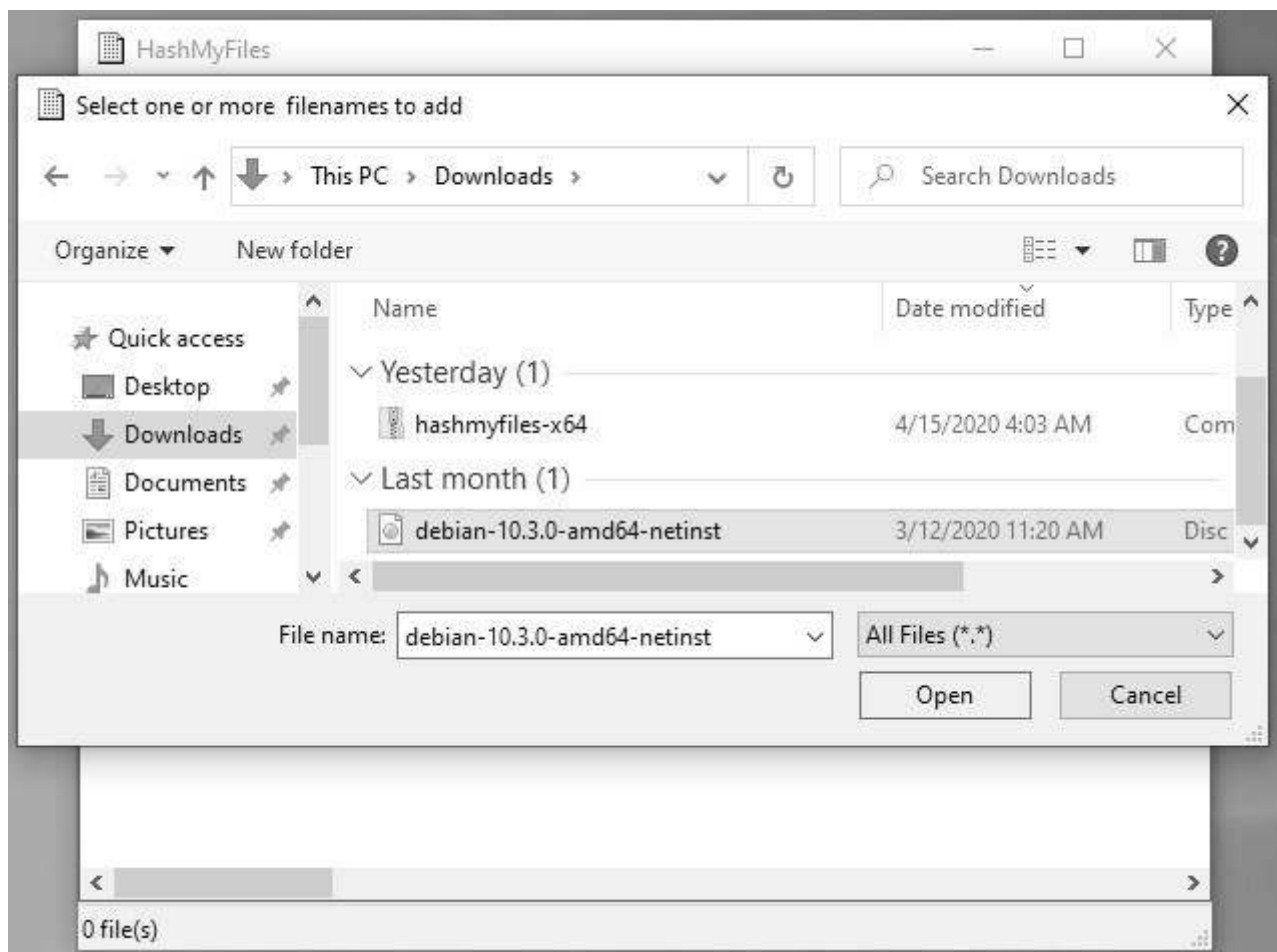 HashMyFiles
Select one or more filenames to add
This PC > Downloads > Search Downloads
Organize New folder
Name Date modified Type
Quick access
Yesterday (1)
Desktop
hashmyfiles-x64 4/15/2020 4:03 AM Com
Downloads
Last month (1)
Documents
Pictures
debian-10.3.0-amd64-netinst 3/12/2020 11:20 AM Disc
Music
File name: debian-10.3.0-amd64-netinst All Files (*.*)
Open Cancel
0 file(s)